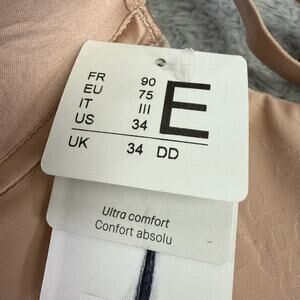 FR 90
EU 75
IT III
US 34
E
UK 34 DD
Ultra comfort
Confort absolu